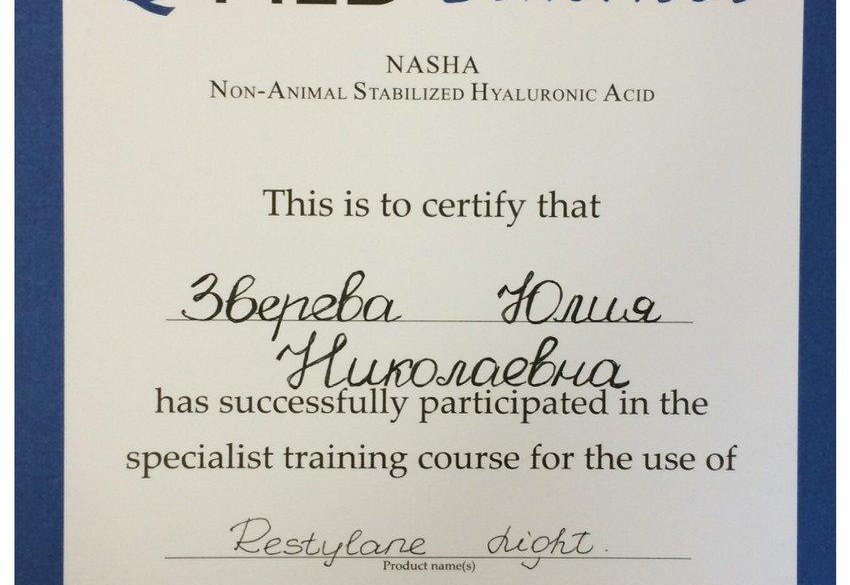 NASHA
Non-Animal Stabilized Hyaluronic Acid
This is to certify that
Зверева Юлия
Николаевна
has successfully participated in the
specialist training course for the use of
Restylane Light.
Product name(s)